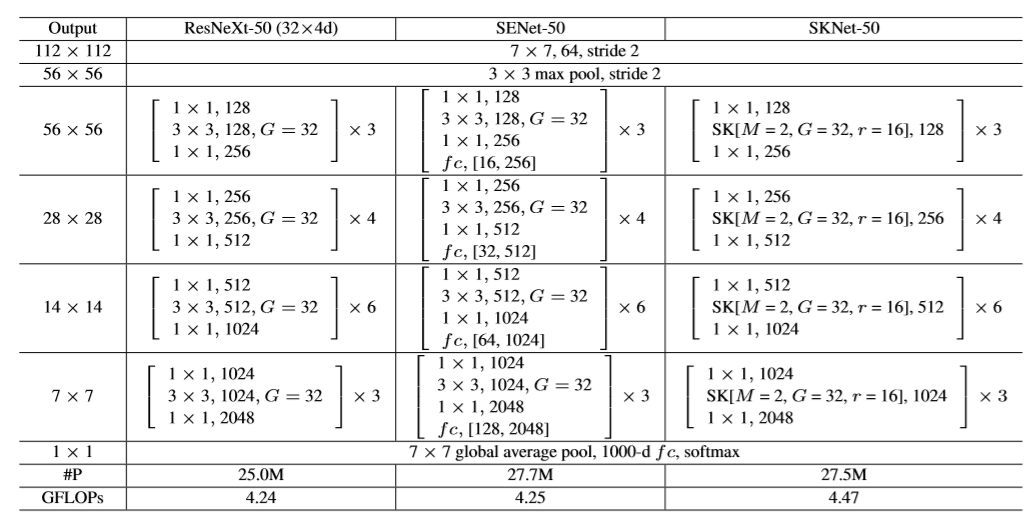 Output ResNeXt-50 (32×4d) SENet-50 SKNet-50
112 × 112 7 × 7, 64, stride 2
56 × 56 3 × 3 max pool, stride 2
56 × 56 [ 1 × 1, 128 3 × 3, 128, G = 32 1 × 1, 256 ] × 3 [ 1 × 1, 128 3 × 3, 128, G = 32 1 × 1, 256 fc, [16, 256] ] × 3 [ 1 × 1, 128 SK[M = 2, G = 32, r = 16], 128 1 × 1, 256 ] × 3
28 × 28 [ 1 × 1, 256 3 × 3, 256, G = 32 1 × 1, 512 ] × 4 [ 1 × 1, 256 3 × 3, 256, G = 32 1 × 1, 512 fc, [32, 512] ] × 4 [ 1 × 1, 256 SK[M = 2, G = 32, r = 16], 256 1 × 1, 512 ] × 4
14 × 14 [ 1 × 1, 512 3 × 3, 512, G = 32 1 × 1, 1024 ] × 6 [ 1 × 1, 512 3 × 3, 512, G = 32 1 × 1, 1024 fc, [64, 1024] ] × 6 [ 1 × 1, 512 SK[M = 2, G = 32, r = 16], 512 1 × 1, 1024 ] × 6
7 × 7 [ 1 × 1, 1024 3 × 3, 1024, G = 32 1 × 1, 2048 ] × 3 [ 1 × 1, 1024 3 × 3, 1024, G = 32 1 × 1, 2048 fc, [128, 2048] ] × 3 [ 1 × 1, 1024 SK[M = 2, G = 32, r = 16], 1024 1 × 1, 2048 ] × 3
1 × 1 7 × 7 global average pool, 1000-d fc, softmax
#P 25.0M 27.7M 27.5M
GFLOPs 4.24 4.25 4.47